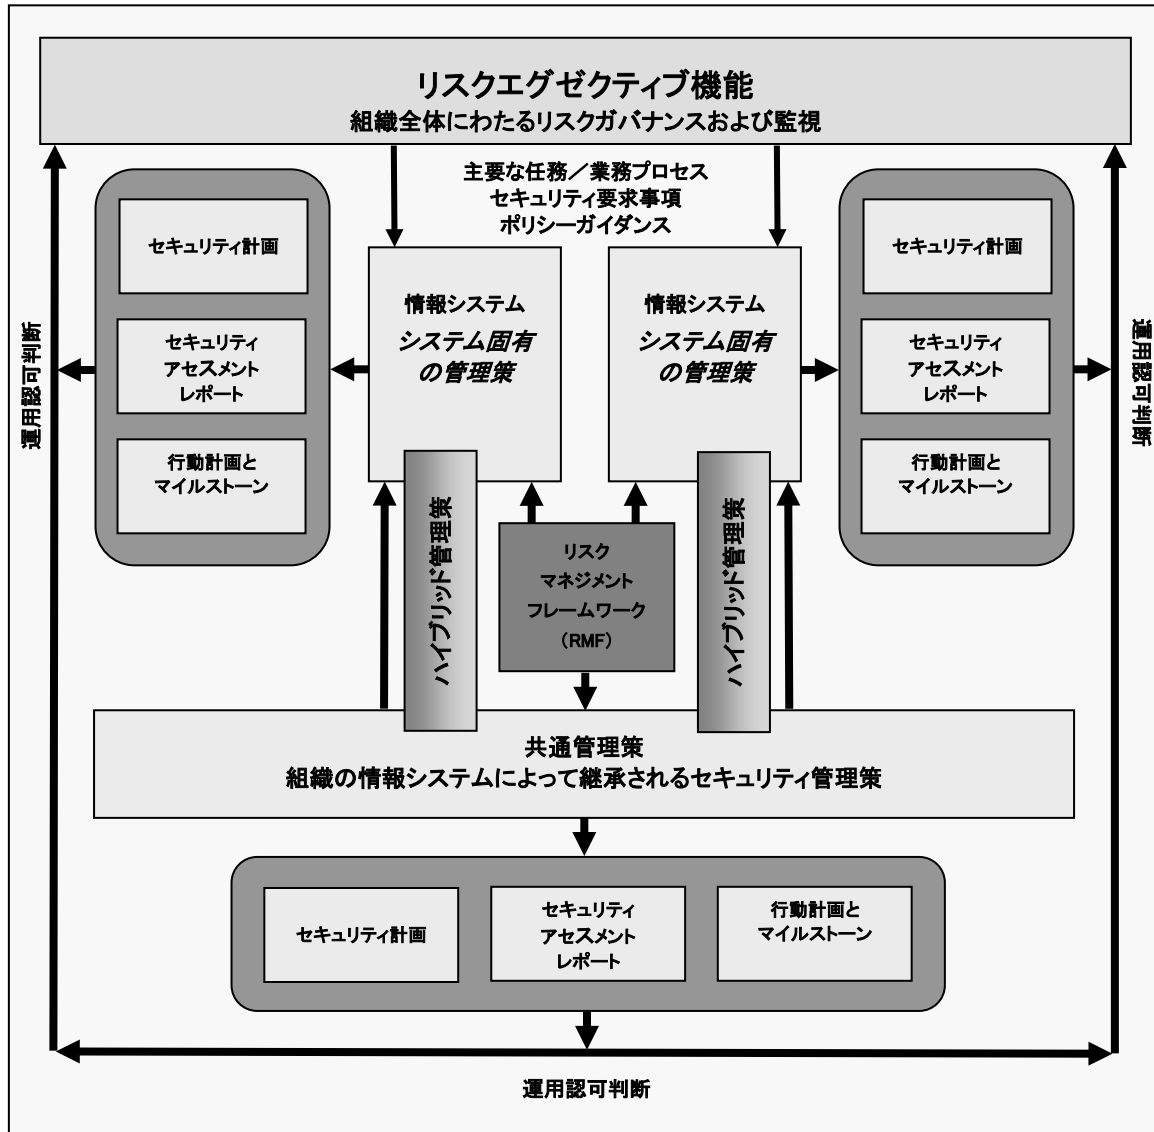 リスクエグゼクティブ機能
組織全体にわたるリスクガバナンスおよび監視
主要な任務／業務プロセス
セキュリティ要求事項
ポリシーガイダンス
セキュリティ計画
セキュリティ
アセスメント
レポート
行動計画と
マイルストーン
運用認可判断
情報システム
システム固有
の管理策
情報システム
システム固有
の管理策
セキュリティ計画
セキュリティ
アセスメント
レポート
行動計画と
マイルストーン
運用認可判断
ハイブリッド管理策
リスク
マネジメント
フレームワーク
（RMF）
ハイブリッド管理策
共通管理策
組織の情報システムによって継承されるセキュリティ管理策
セキュリティ計画
セキュリティ
アセスメント
レポート
行動計画と
マイルストーン
運用認可判断